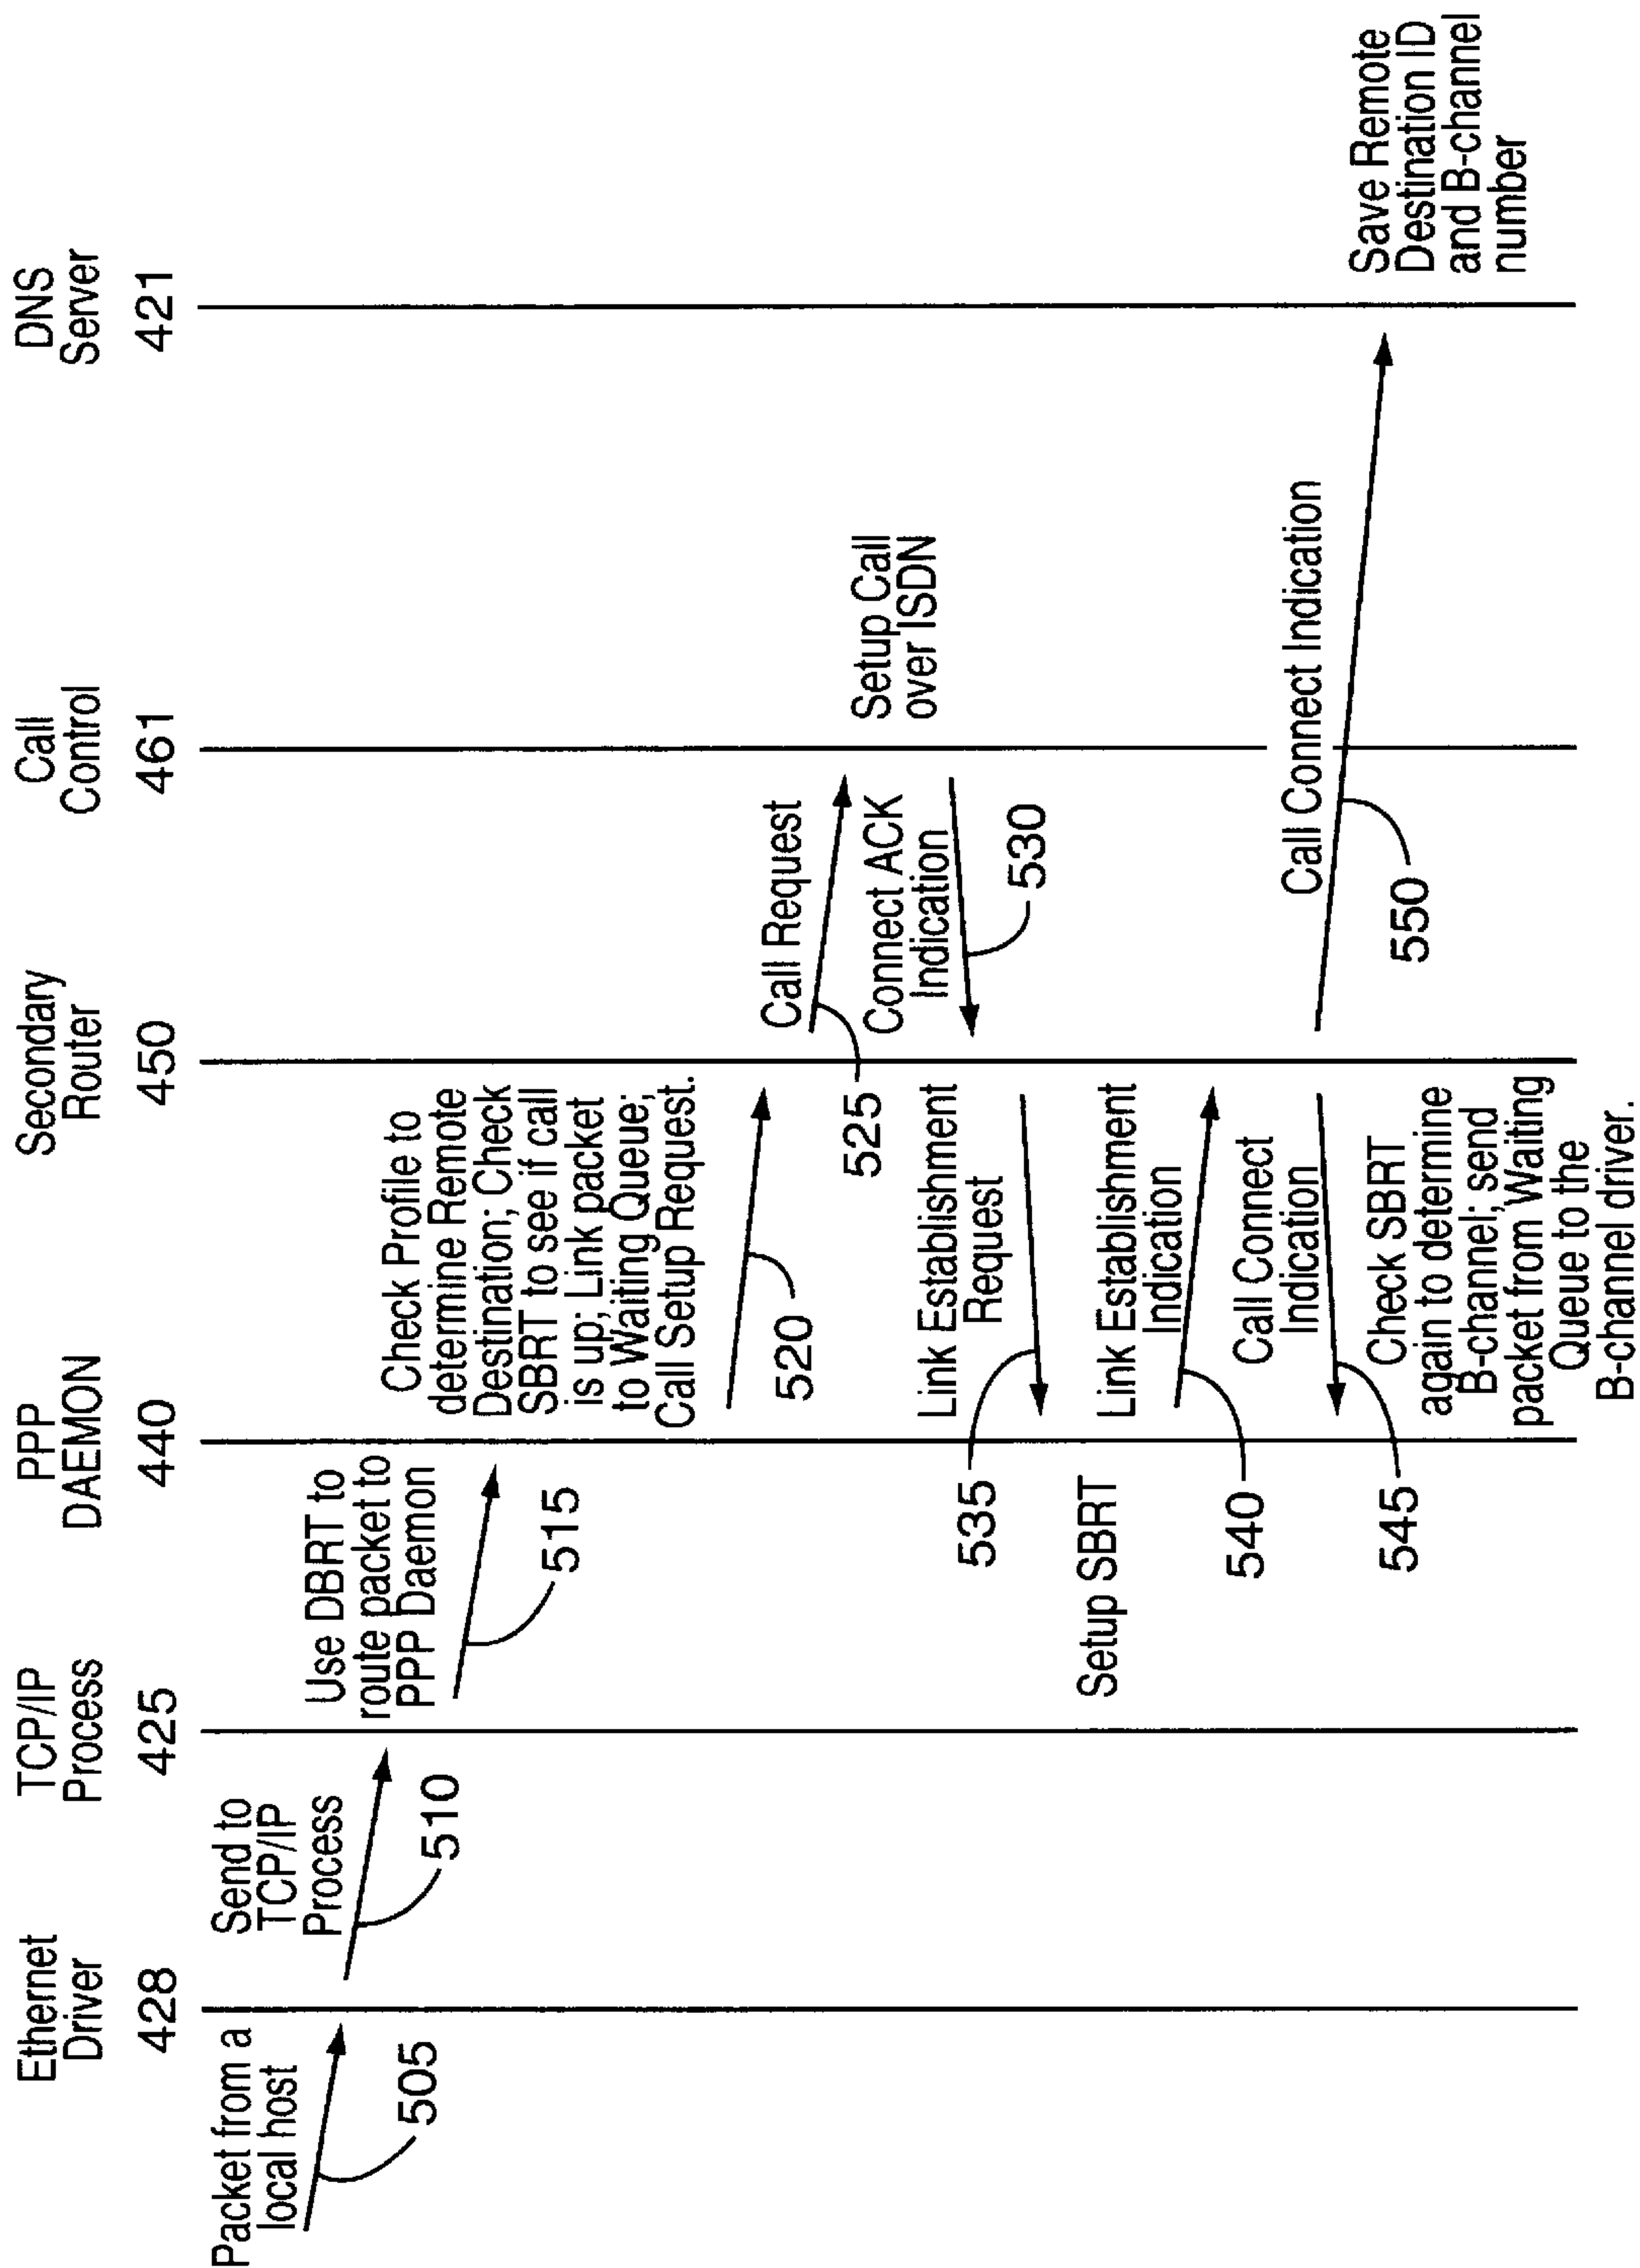 Ethernet
Driver
428
TCP/IP
Process
425
PPP
DAEMON
440
Secondary
Router
450
Call
Control
461
DNS
Server
421
Packet from a
local host
505
Send to
TCP/IP
Process
510
Use DBRT to
route packet to
PPP Daemon
515
Check Profile to
determine Remote
Destination; Check
SBRT to see if call
is up; Link packet
to Waiting Queue;
Call Setup Request.
520
Call Request
525
Setup Call
over ISDN
Connect ACK
Indication
530
Link Establishment
Request
535
Setup SBRT
Link Establishment
Indication
540
Call Connect
Indication
545
Check SBRT
again to determine
B-channel; send
packet from Waiting
Queue to the
B-channel driver.
Call Connect Indication
550
Save Remote
Destination ID
and B-channel
number